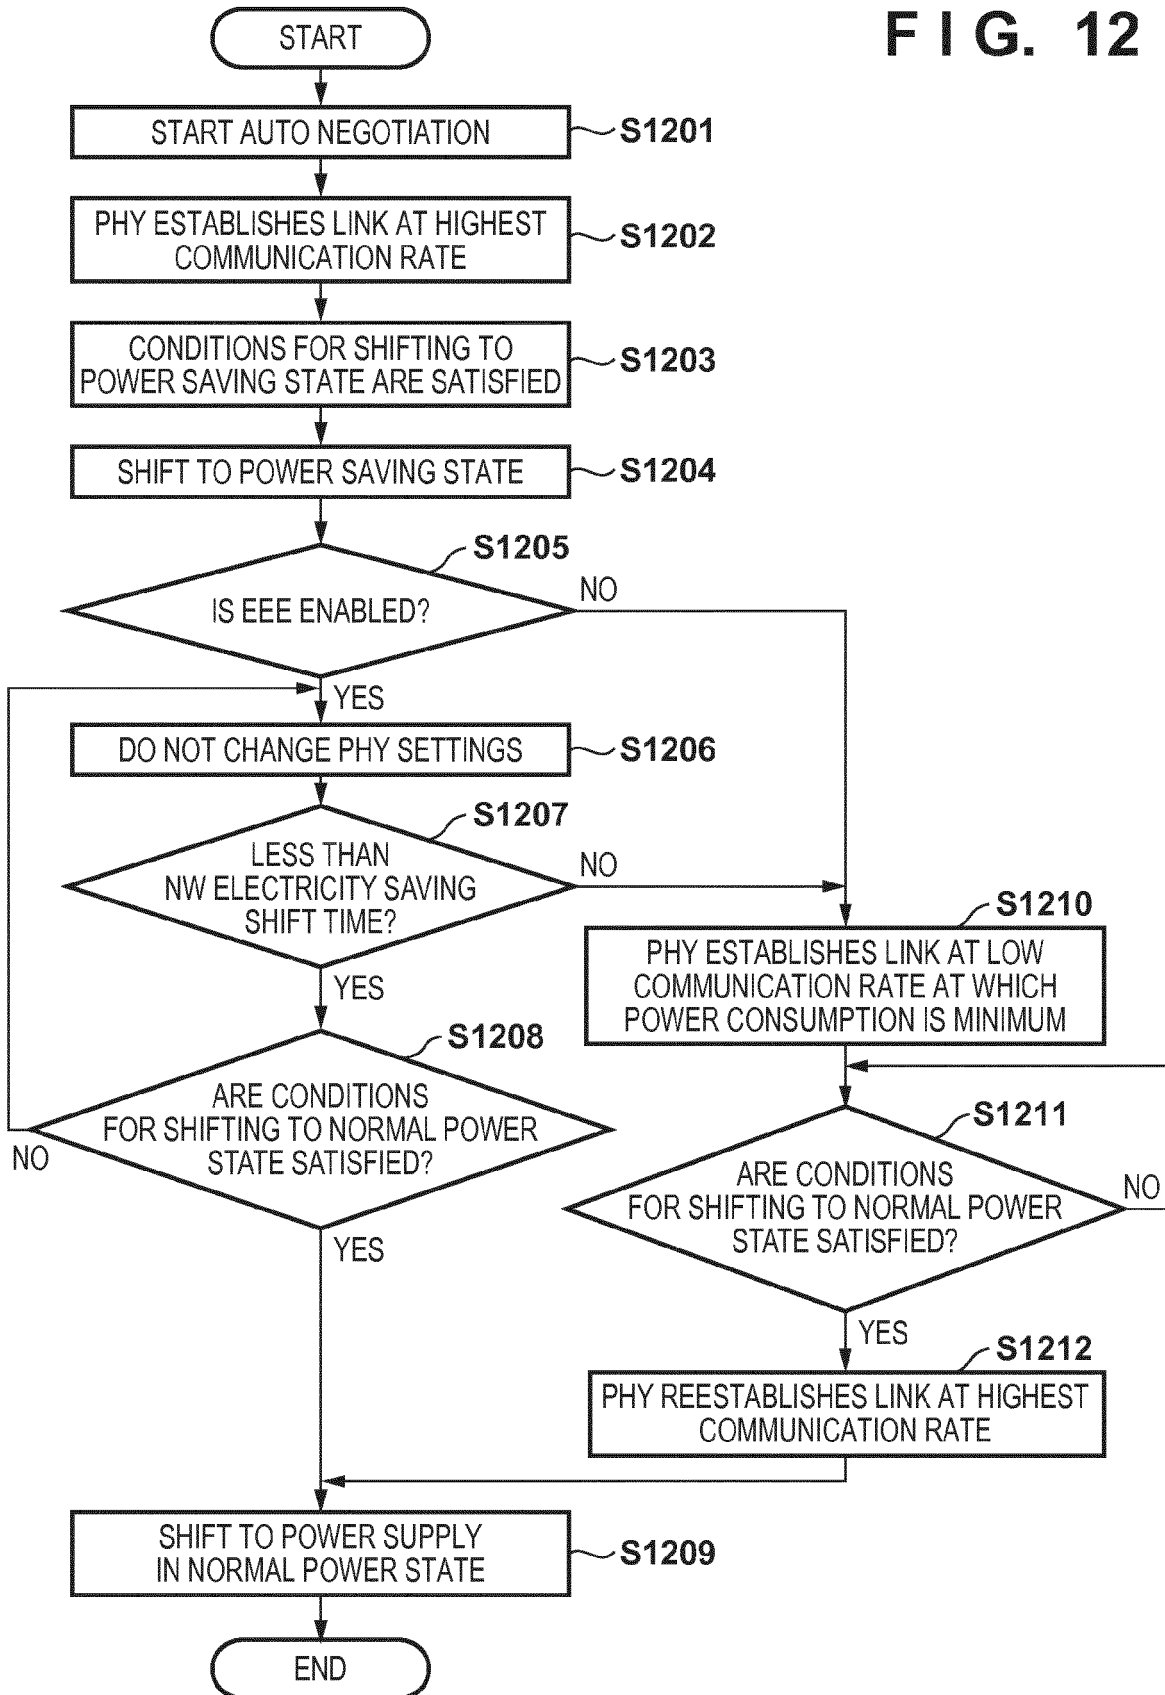 START
FIG. 12
START AUTO NEGOTIATION
S1201
PHY ESTABLISHES LINK AT HIGHEST
COMMUNICATION RATE
S1202
CONDITIONS FOR SHIFTING TO
POWER SAVING STATE ARE SATISFIED
S1203
SHIFT TO POWER SAVING STATE
S1204
S1205
IS EEE ENABLED?
NO
YES
DO NOT CHANGE PHY SETTINGS
S1206
S1207
LESS THAN
NW ELECTRICITY SAVING
SHIFT TIME?
NO
YES
S1208
ARE CONDITIONS
FOR SHIFTING TO NORMAL POWER
STATE SATISFIED?
NO
YES
S1210
PHY ESTABLISHES LINK AT LOW
COMMUNICATION RATE AT WHICH
POWER CONSUMPTION IS MINIMUM
S1211
ARE CONDITIONS
FOR SHIFTING TO NORMAL POWER
STATE SATISFIED?
NO
YES
S1212
PHY REESTABLISHES LINK AT HIGHEST
COMMUNICATION RATE
SHIFT TO POWER SUPPLY
IN NORMAL POWER STATE
S1209
END